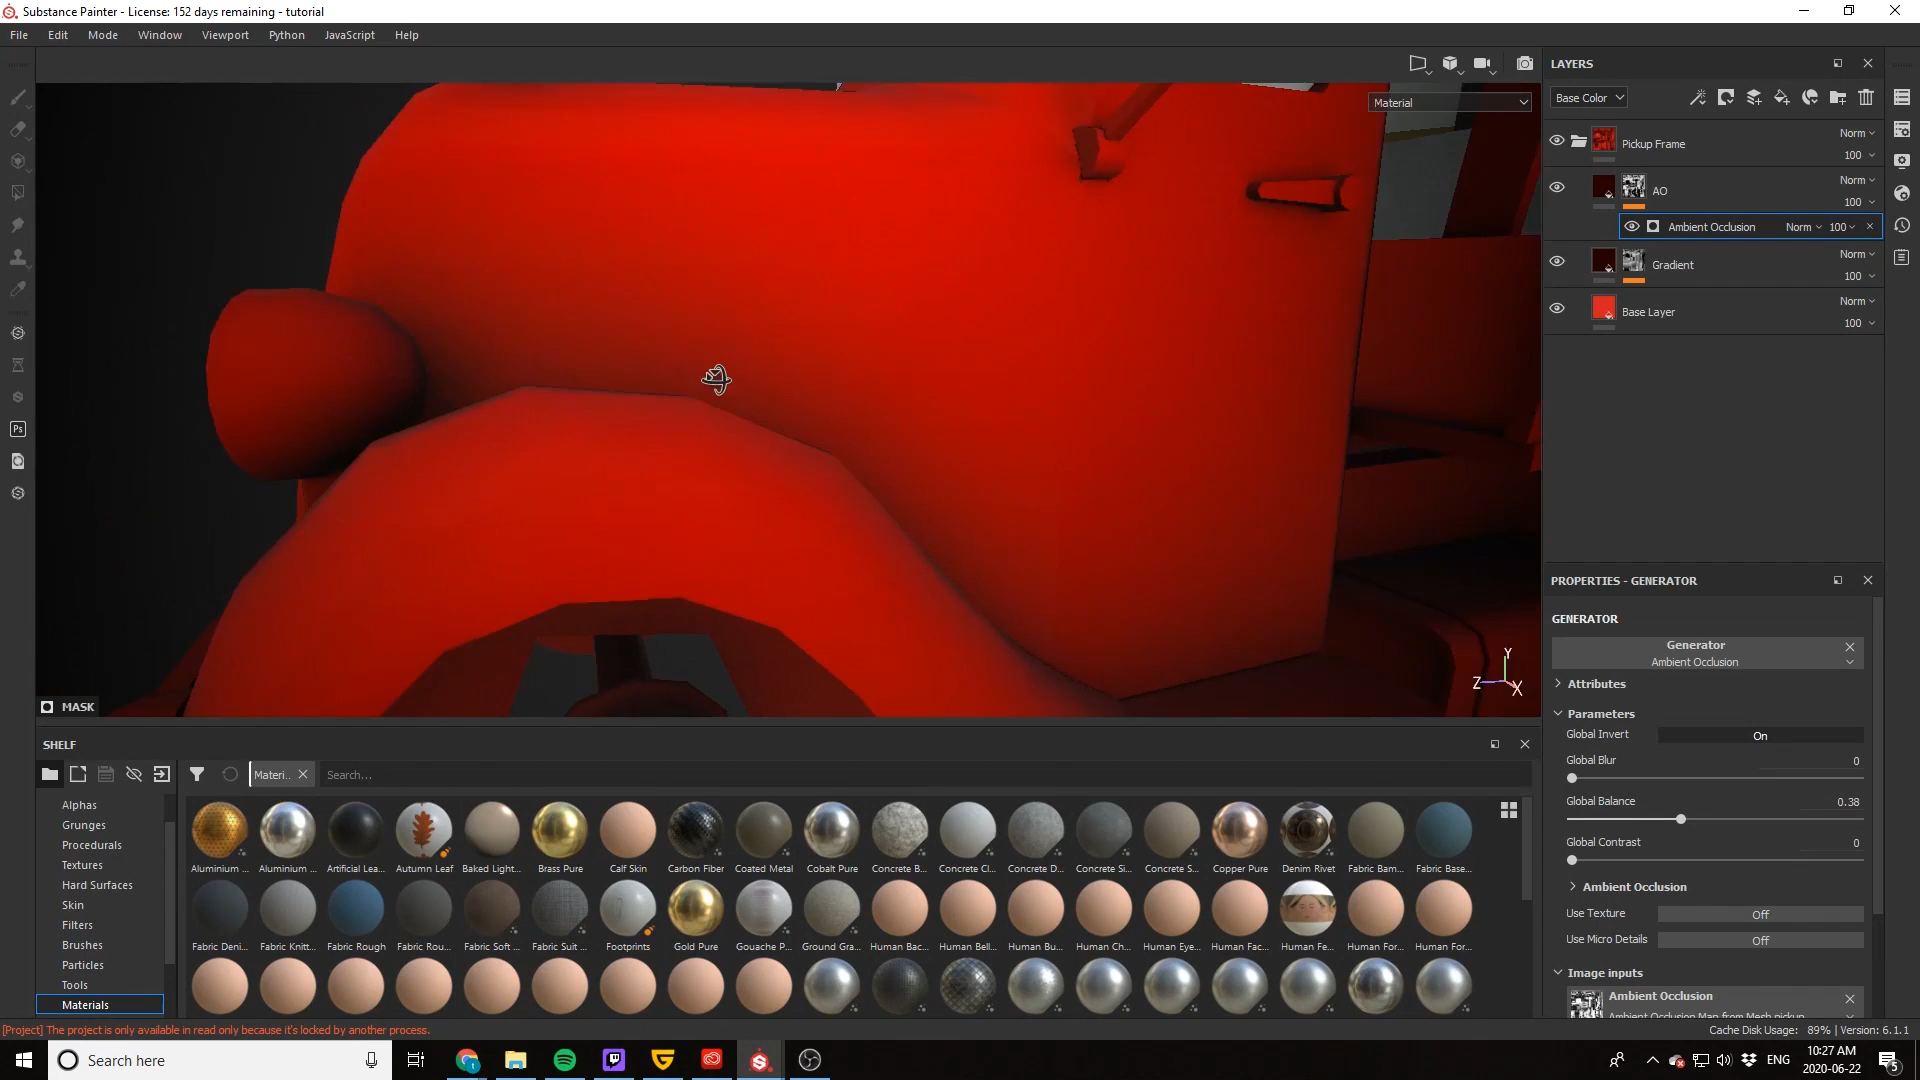 Substance Painter - License: 152 days remaining - tutorial
File Edit Mode Window Viewport Python JavaScript Help
Material
LAYERS
Base Color
Pickup Frame Norm 100
AO Norm 100
Ambient Occlusion Norm 100
Gradient Norm 100
Base Layer Norm 100
Ps
Y
Z X
MASK
PROPERTIES - GENERATOR
GENERATOR
Generator
Ambient Occlusion
Attributes
Parameters
Global Invert On
Global Blur 0
Global Balance 0.38
Global Contrast 0
Ambient Occlusion
Use Texture Off
Use Micro Details Off
Image inputs
Ambient Occlusion
Ambient Occlusion Map from Mesh pickup
SHELF
Materi.. Search...
Alphas
Grunges
Procedurals
Textures
Hard Surfaces
Skin
Filters
Brushes
Particles
Tools
Materials
Aluminium ... Aluminium ... Artificial Lea... Autumn Leaf Baked Light... Brass Pure Calf Skin Carbon Fiber Coated Metal Cobalt Pure Concrete B... Concrete Cl... Concrete D... Concrete Si... Concrete S... Copper Pure Denim Rivet Fabric Bam... Fabric Base...
Fabric Deni... Fabric Knitt... Fabric Rough Fabric Rou... Fabric Soft ... Fabric Suit ... Footprints Gold Pure Gouache P... Ground Gra... Human Bac... Human Bell... Human Bu... Human Ch... Human Eye... Human Fac... Human Fe... Human For... Human For...
[Project] The project is only available in read only because it's locked by another process.
Cache Disk Usage: 89% | Version: 6.1.1
Search here
ENG
10:27 AM
2020-06-22
5